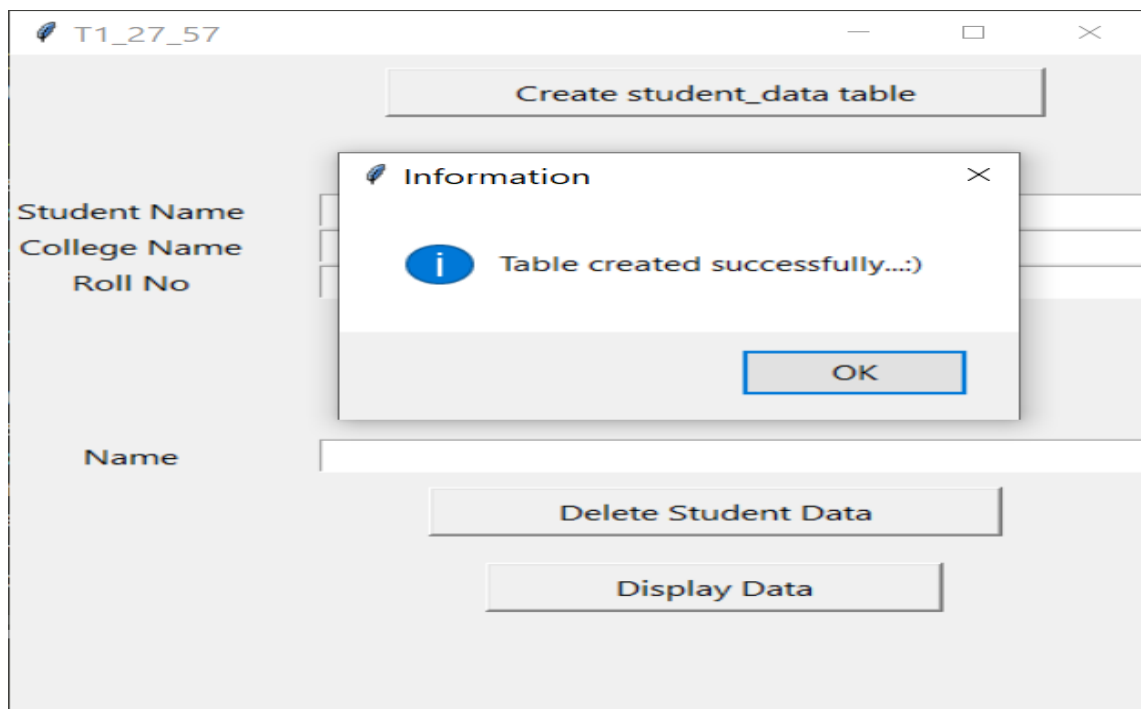 T1_27_57
Create student_data table
Information
Student Name
College Name
Roll No
i
Table created successfully...:)
OK
Name
Delete Student Data
Display Data